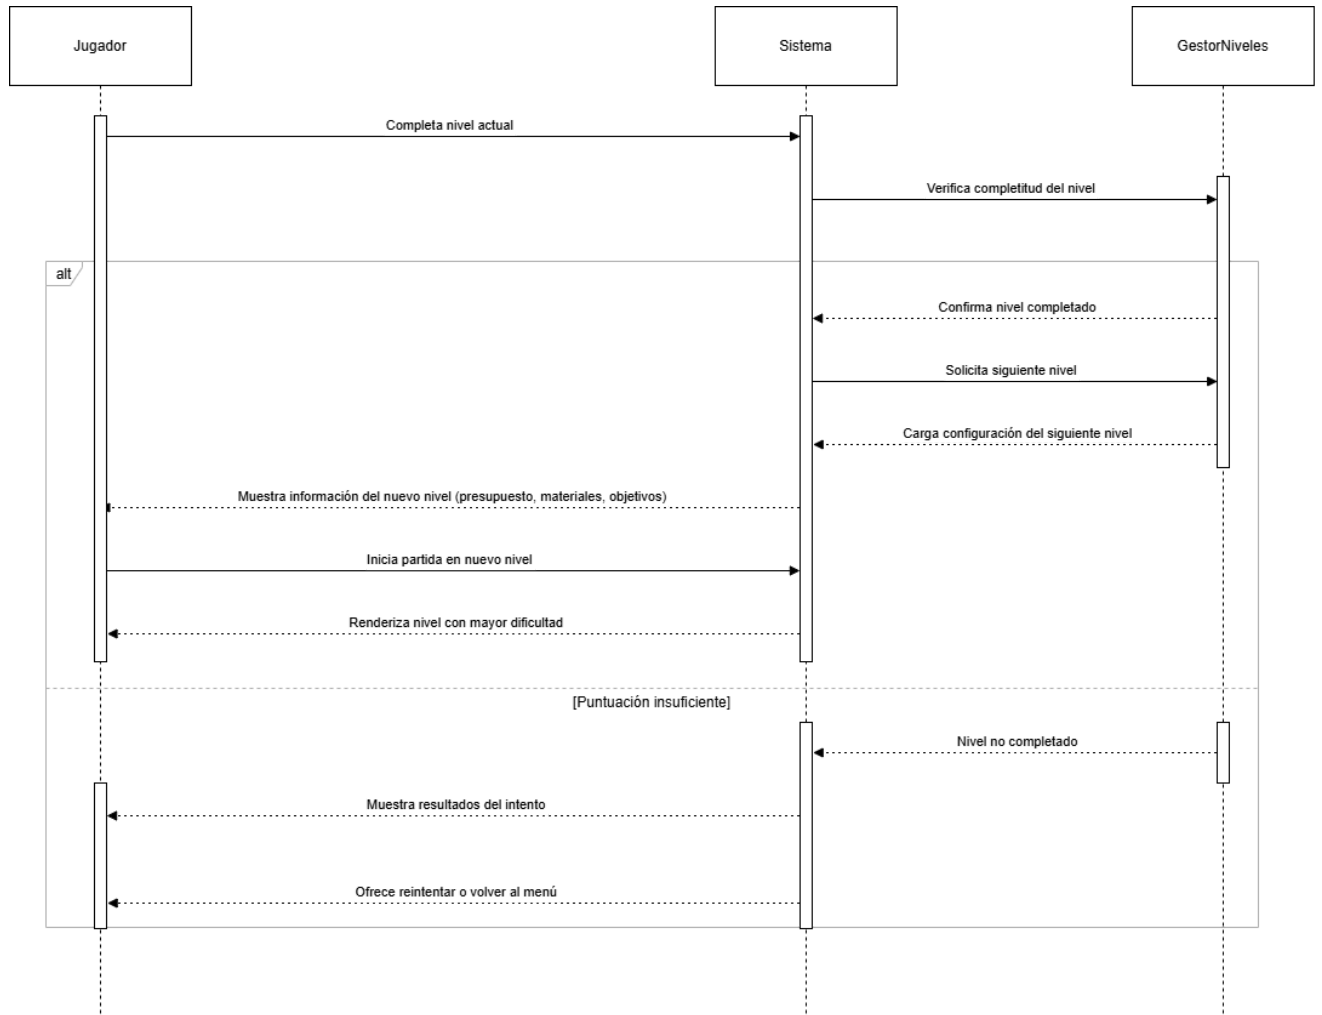 Jugador
Sistema
GestorNiveles
Completa nivel actual
Verifica completitud del nivel
alt
Confirma nivel completado
Solicita siguiente nivel
Carga configuración del siguiente nivel
Muestra información del nuevo nivel (presupuesto, materiales, objetivos)
Inicia partida en nuevo nivel
Renderiza nivel con mayor dificultad
[Puntuación insuficiente]
Nivel no completado
Muestra resultados del intento
Ofrece reintentar o volver al menú